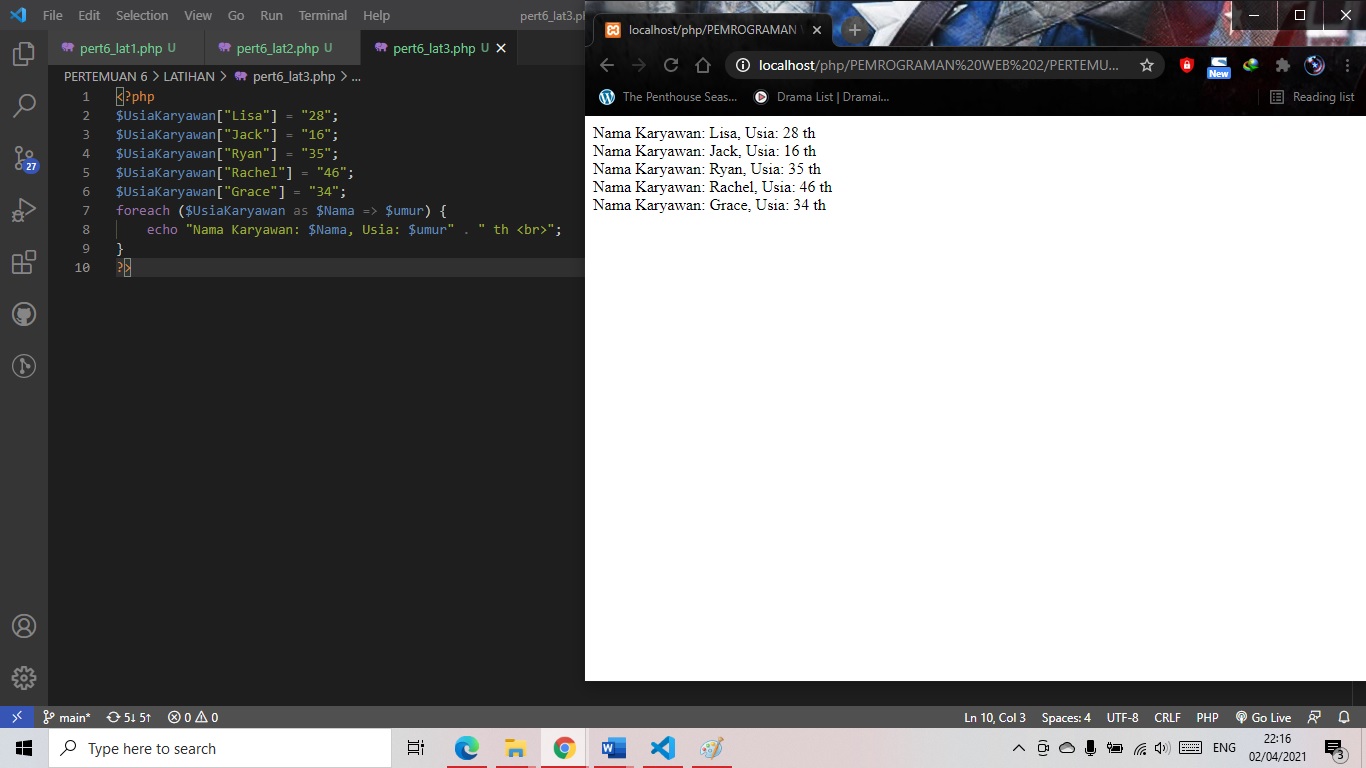 File Edit Selection View Go Run Terminal Help pert6_lat3.ph
pert6_lat1.php U pert6_lat2.php U pert6_lat3.php U
PERTEMUAN 6 > LATIHAN > pert6_lat3.php > ...
1 <?php
2 $UsiaKaryawan["Lisa"] = "28";
3 $UsiaKaryawan["Jack"] = "16";
4 $UsiaKaryawan["Ryan"] = "35";
5 $UsiaKaryawan["Rachel"] = "46";
6 $UsiaKaryawan["Grace"] = "34";
7 foreach ($UsiaKaryawan as $Nama => $umur) {
8 echo "Nama Karyawan: $Nama, Usia: $umur" . " th <br>";
9 }
10 ?>
27
localhost/php/PEMROGRAMAN
localhost/php/PEMROGRAMAN%20WEB%202/PERTEMU...
New
The Penthouse Seas... Drama List | Dramai... Reading list
Nama Karyawan: Lisa, Usia: 28 th
Nama Karyawan: Jack, Usia: 16 th
Nama Karyawan: Ryan, Usia: 35 th
Nama Karyawan: Rachel, Usia: 46 th
Nama Karyawan: Grace, Usia: 34 th
main* 5↓ 5↑ 0 0 Ln 10, Col 3 Spaces: 4 UTF-8 CRLF PHP Go Live
Type here to search
ENG
22:16
02/04/2021
3